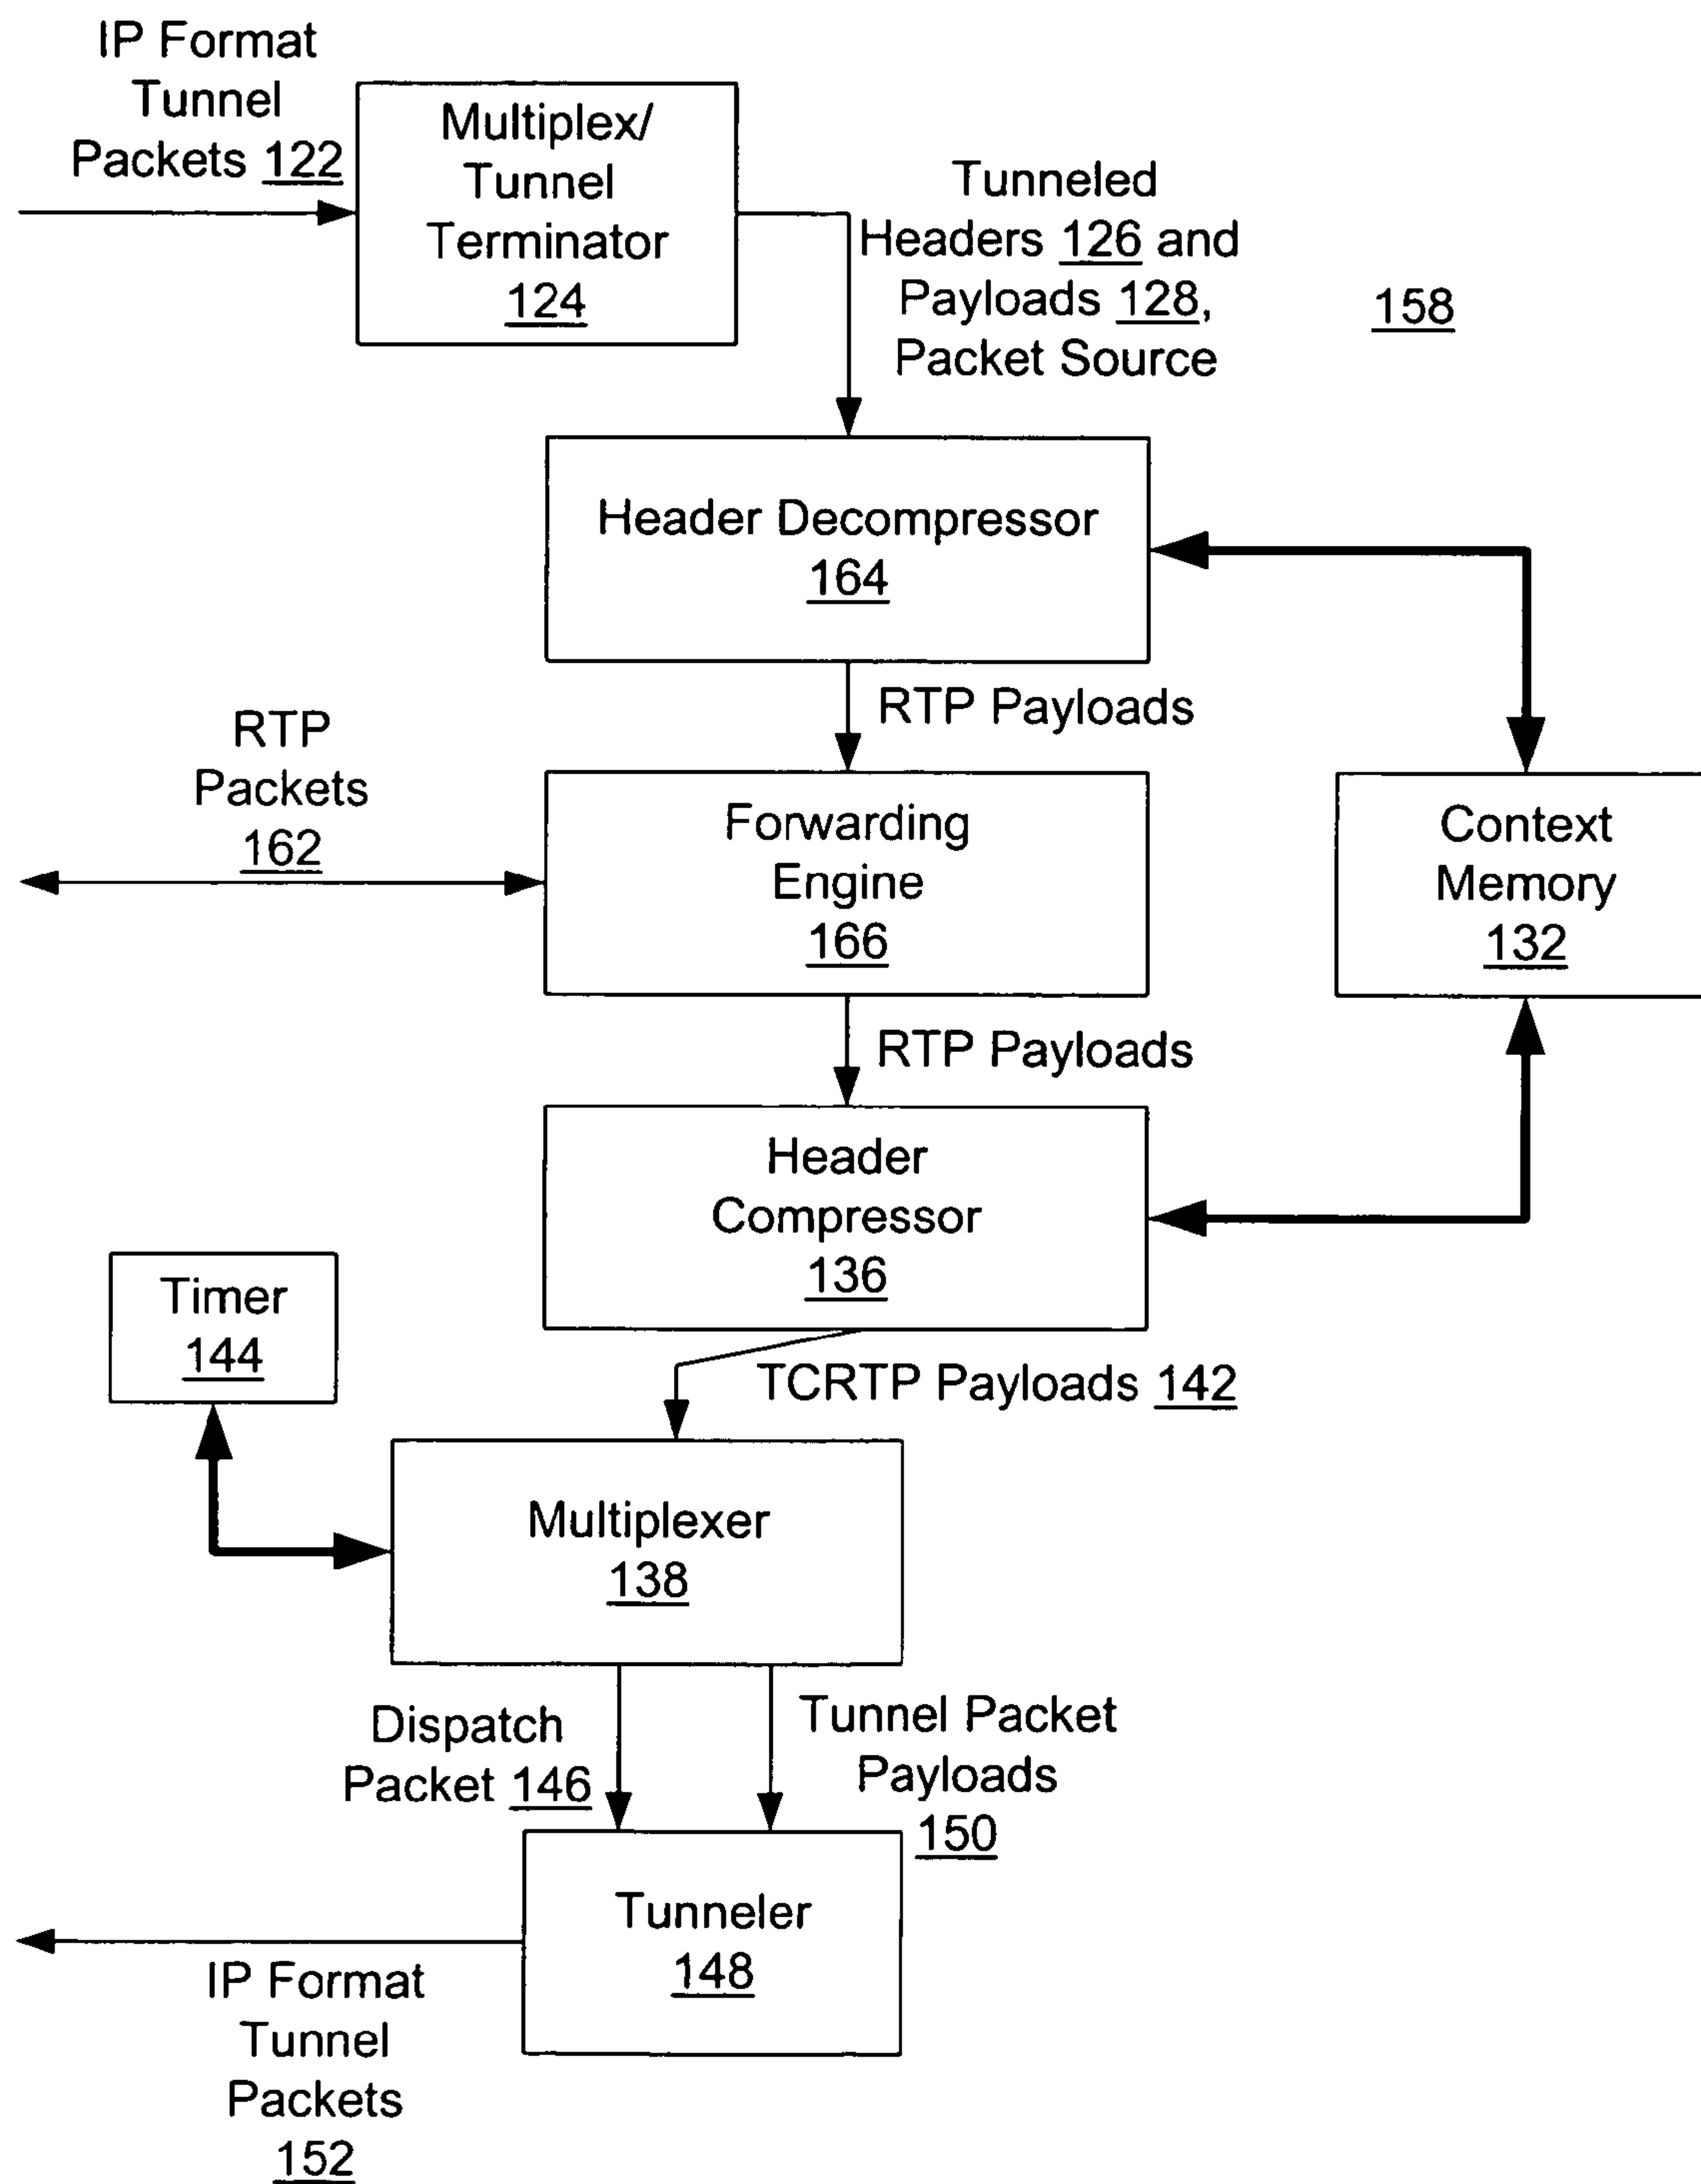 IP Format
Tunnel
Packets 122
Multiplex/
Tunnel
Terminator
124
Tunneled
Headers 126 and
Payloads 128,
Packet Source
158
Header Decompressor
164
RTP Payloads
RTP
Packets
162
Forwarding
Engine
166
Context
Memory
132
RTP Payloads
Header
Compressor
136
Timer
144
TCRTP Payloads 142
Multiplexer
138
Dispatch
Packet 146
Tunnel Packet
Payloads
150
Tunneler
148
IP Format
Tunnel
Packets
152